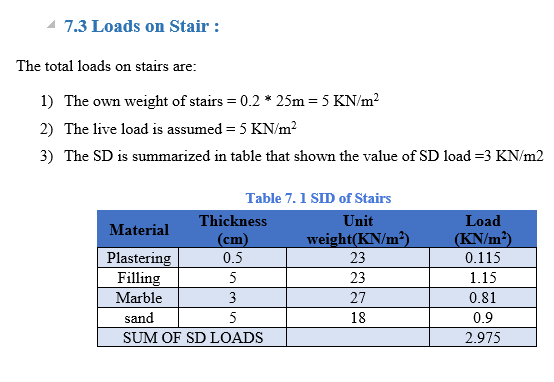 7.3 Loads on Stair :
The total loads on stairs are:
1) The own weight of stairs = 0.2 * 25m = 5 KN/m²
2) The live load is assumed = 5 KN/m²
3) The SD is summarized in table that shown the value of SD load =3 KN/m2
Table 7. 1 SID of Stairs
Material Thickness (cm) Unit weight(KN/m²) Load (KN/m²)
Plastering 0.5 23 0.115
Filling 5 23 1.15
Marble 3 27 0.81
sand 5 18 0.9
SUM OF SD LOADS 2.975